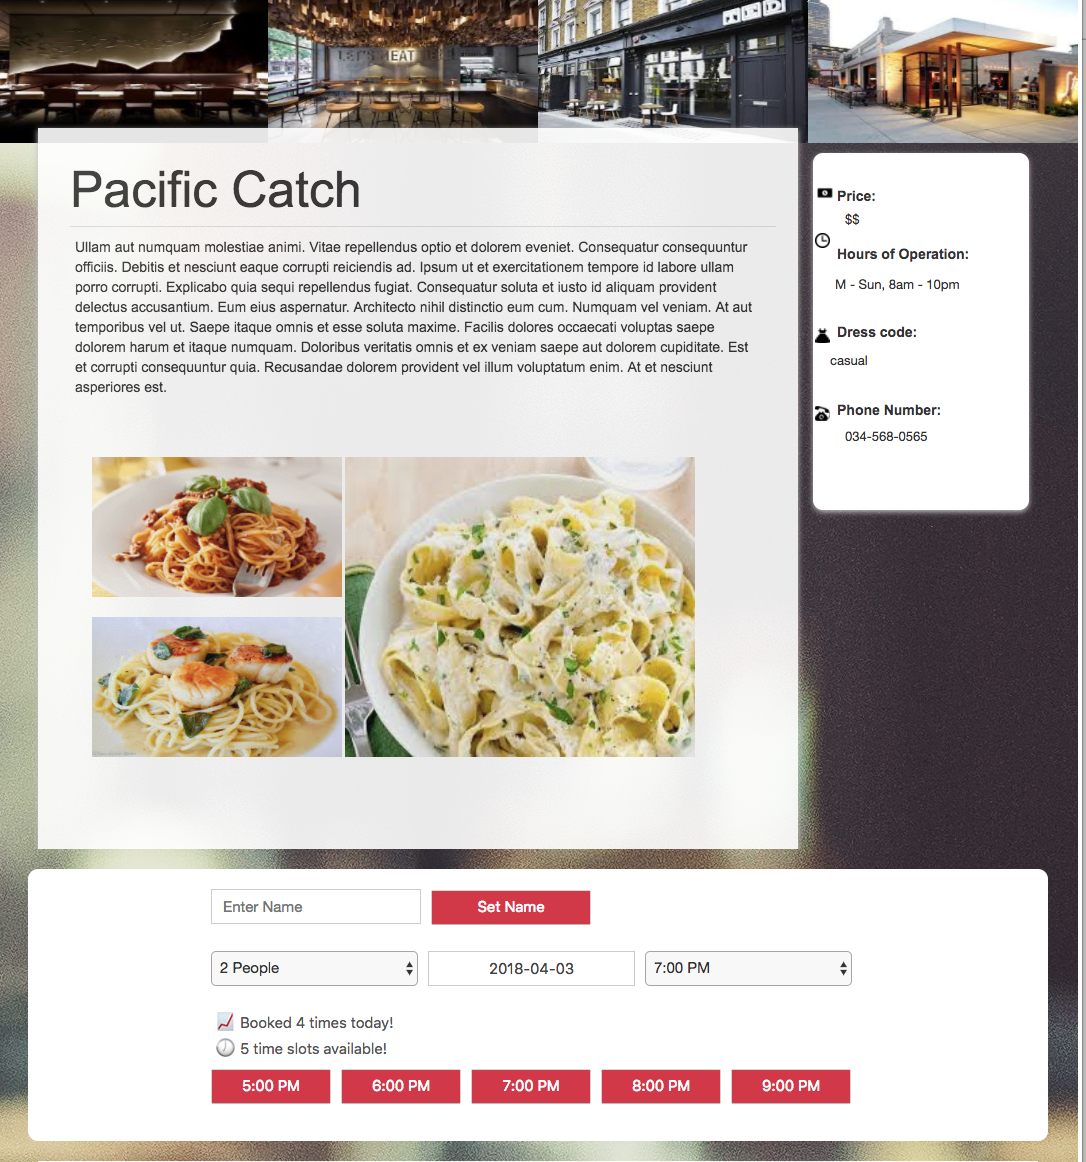 LET'S EAT
Pacific Catch
Ullam aut numquam molestiae animi. Vitae repellendus optio et dolorem eveniet. Consequatur consequuntur
officiis. Debitis et nesciunt eaque corrupti reiciendis ad. Ipsum ut et exercitationem tempore id labore ullam
porro corrupti. Explicabo quia sequi repellendus fugiat. Consequatur soluta et iusto id aliquam provident
delectus accusantium. Eum eius aspernatur. Architecto nihil distinctio eum cum. Numquam vel veniam. At aut
temporibus vel ut. Saepe itaque omnis et esse soluta maxime. Facilis dolores occaecati voluptas saepe
dolorem harum et itaque numquam. Doloribus veritatis omnis et ex veniam saepe aut dolorem cupiditate. Est
et corrupti consequuntur quia. Recusandae dolorem provident vel illum voluptatum enim. At et nesciunt
asperiores est.
Price:
$$
Hours of Operation:
M - Sun, 8am - 10pm
Dress code:
casual
Phone Number:
034-568-0565
Enter Name
Set Name
2 People
2018-04-03
7:00 PM
Booked 4 times today!
5 time slots available!
5:00 PM
6:00 PM
7:00 PM
8:00 PM
9:00 PM